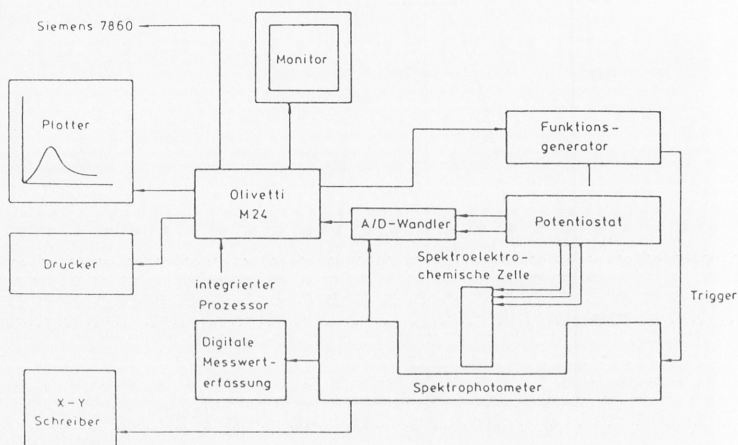 Siemens 7860
Monitor
Plotter
Funktions-
generator
Olivetti
M24
A/D-Wandler
Potentiostat
Drucker
Spektroelektro-
chemische Zelle
integrierter
Prozessor
Trigger
Digitale
Messwert-
erfassung
Spektrophotometer
X-Y
Schreiber